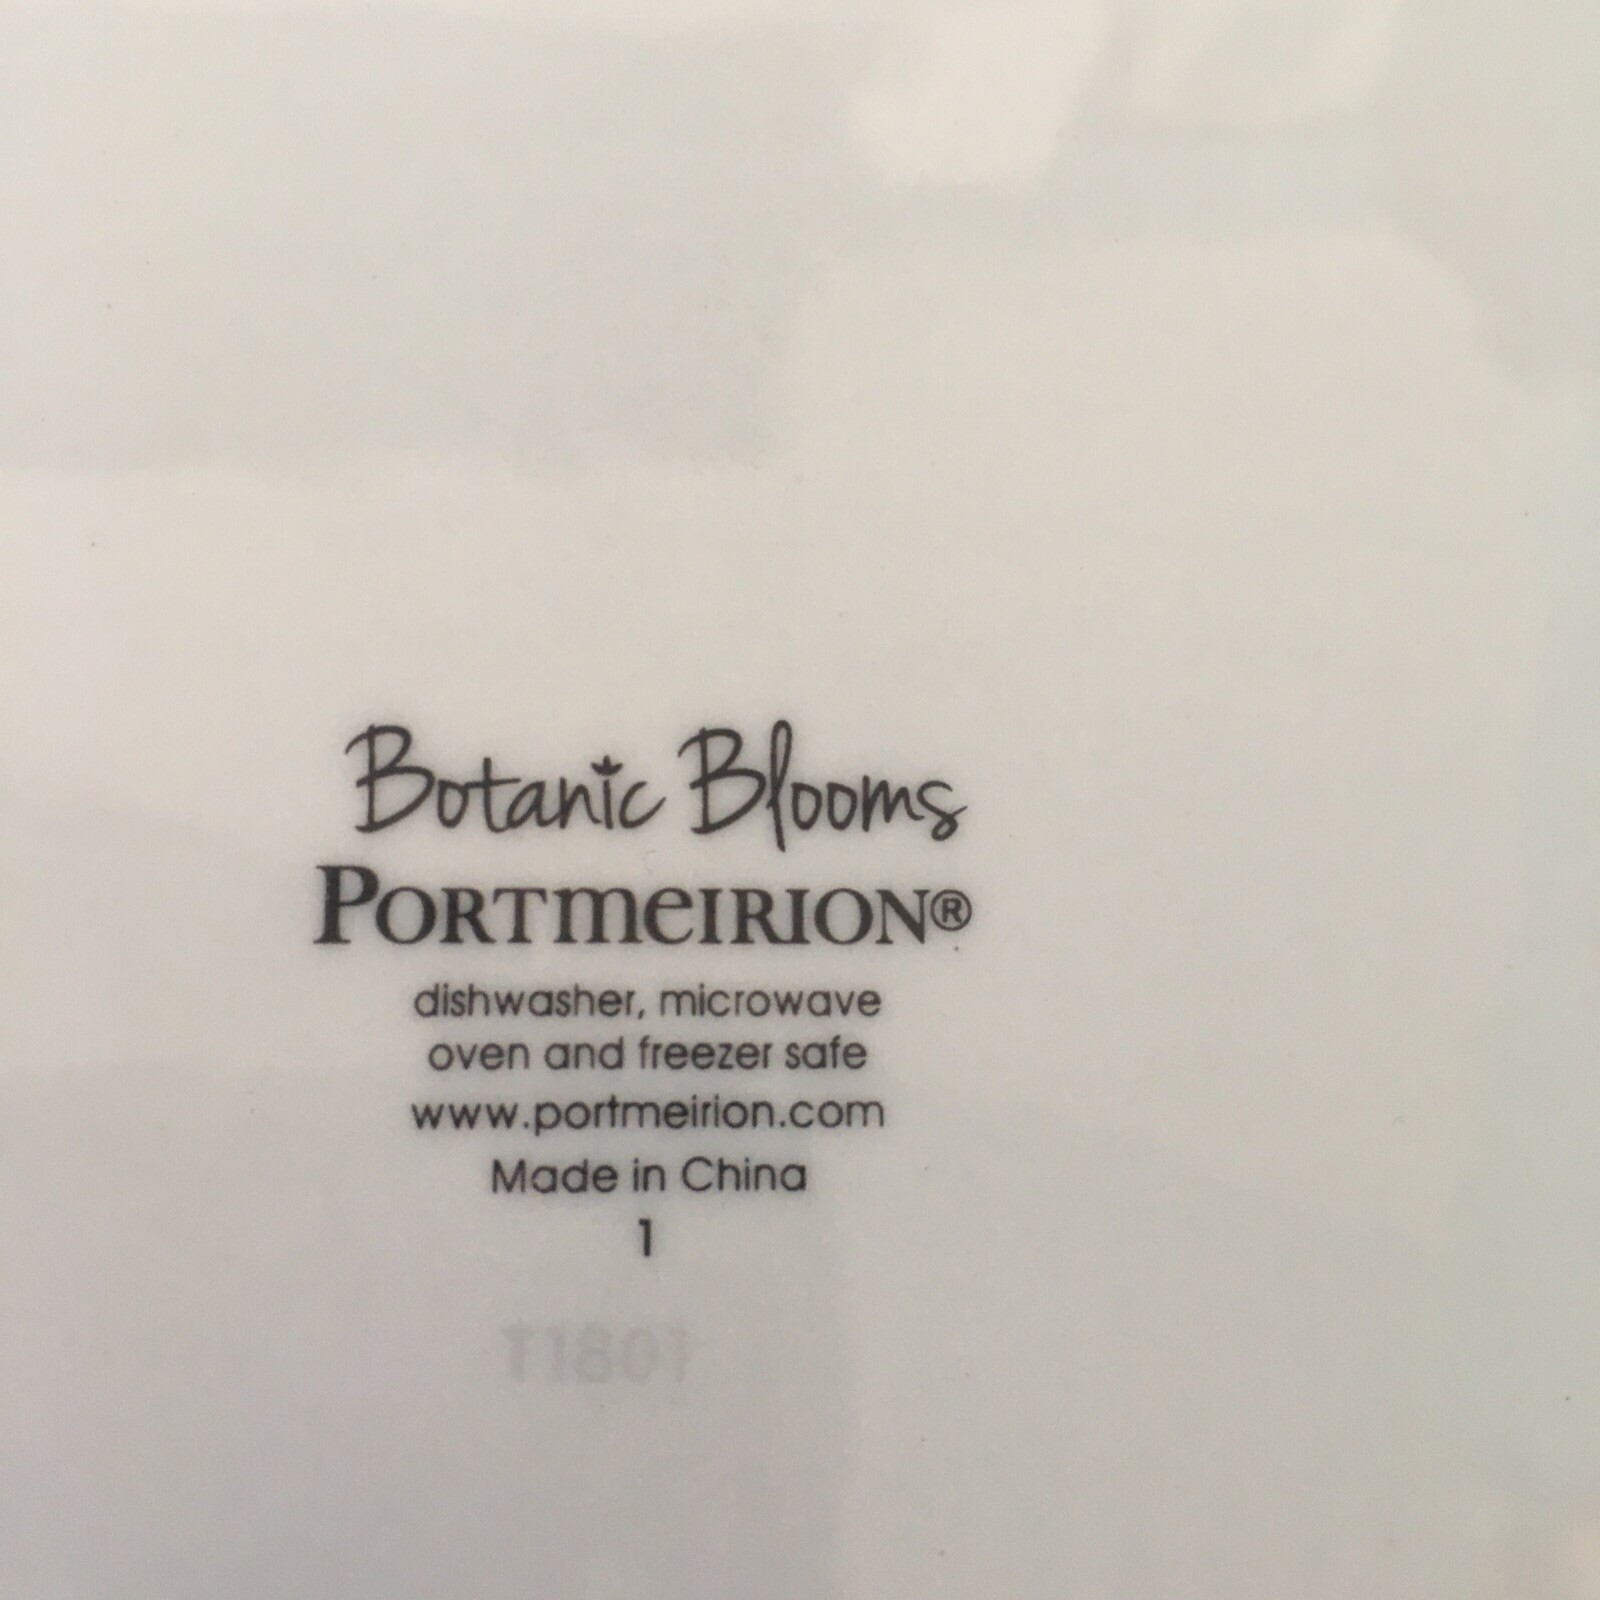 Botanic Blooms
PORTMEIRION®
dishwasher, microwave
oven and freezer safe
www.portmeirion.com
Made in China
1